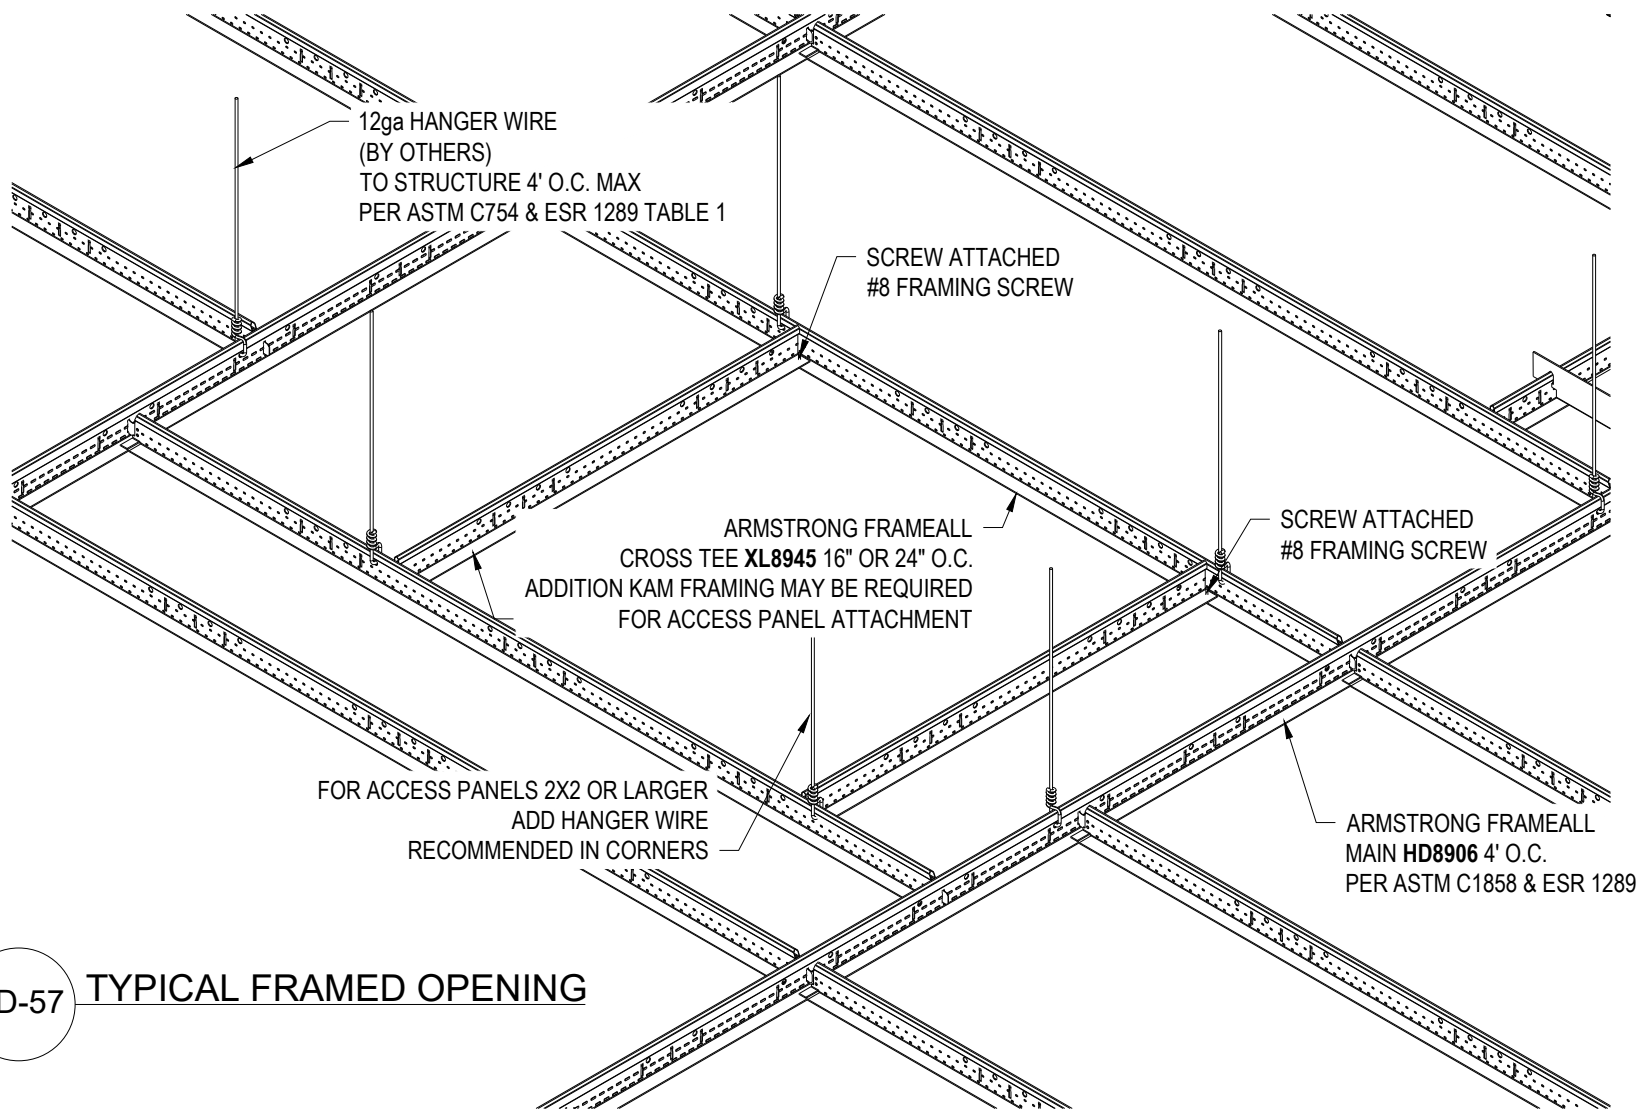 12ga HANGER WIRE
(BY OTHERS)
TO STRUCTURE 4' O.C. MAX
PER ASTM C754 & ESR 1289 TABLE 1
SCREW ATTACHED
#8 FRAMING SCREW
ARMSTRONG FRAMEALL
CROSS TEE XL8945 16" OR 24" O.C.
ADDITION KAM FRAMING MAY BE REQUIRED
FOR ACCESS PANEL ATTACHMENT
SCREW ATTACHED
#8 FRAMING SCREW
FOR ACCESS PANELS 2X2 OR LARGER
ADD HANGER WIRE
RECOMMENDED IN CORNERS
ARMSTRONG FRAMEALL
MAIN HD8906 4' O.C.
PER ASTM C1858 & ESR 1289
D-57 TYPICAL FRAMED OPENING